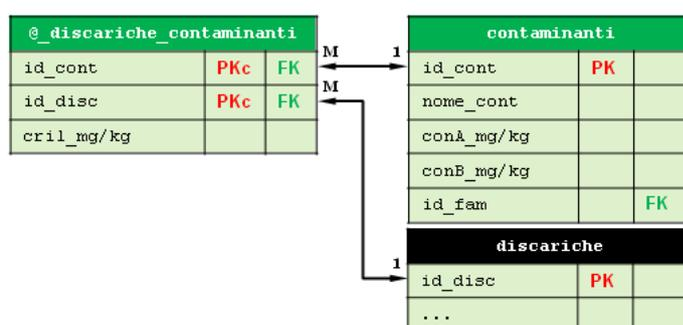 @_discariche_contaminanti
id_cont PKc FK
id_disc PKc FK
cril_mg/kg
M 1
M
1
contaminanti
id_cont PK
nome_cont
conA_mg/kg
conB_mg/kg
id_fam FK
discariche
id_disc PK
...